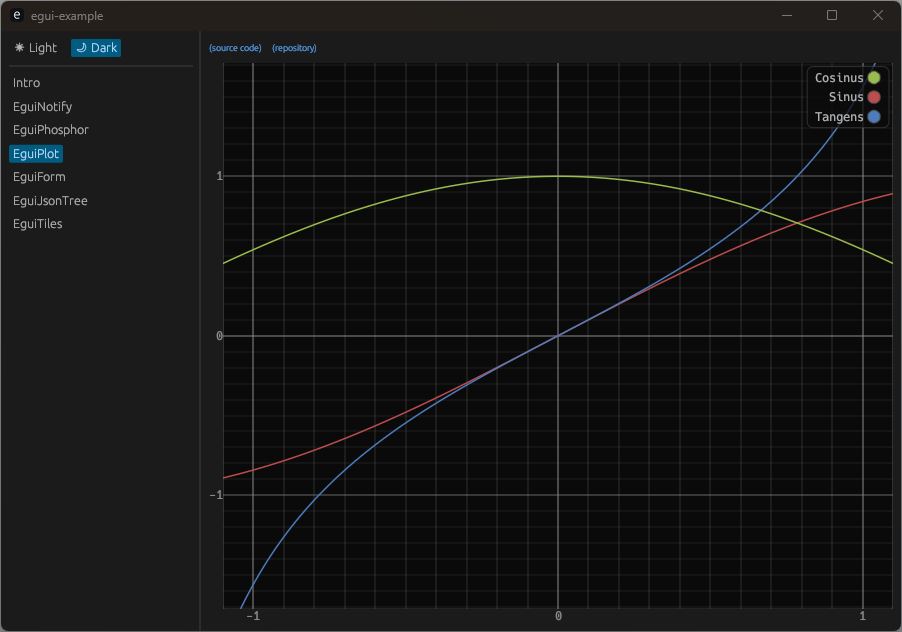 e egui-example
Light Dark
(source code) (repository)
Intro
EguiNotify
EguiPhosphor
EguiPlot
EguiForm
EguiJsonTree
EguiTiles
Cosinus
Sinus
Tangens
1
0
-1
-1 0 1